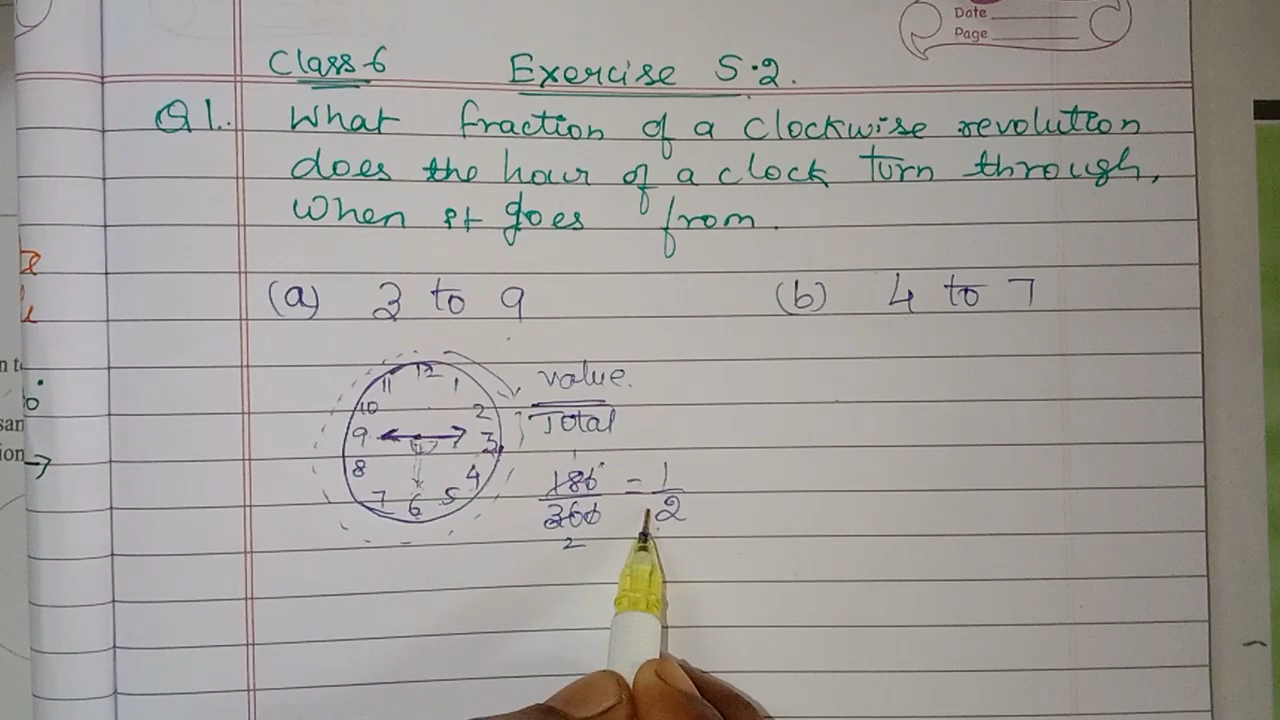 Date
Page
Class-6 Exercise 5.2.
Q1. What fraction of a clockwise revolution
does the hour of a clock turn through,
when it goes from.
(a) 3 to 9 (b) 4 to 7
12
11 1
10 2
9 3
8 4
7 6 5
value.
Total
180/360 = 1/2
2